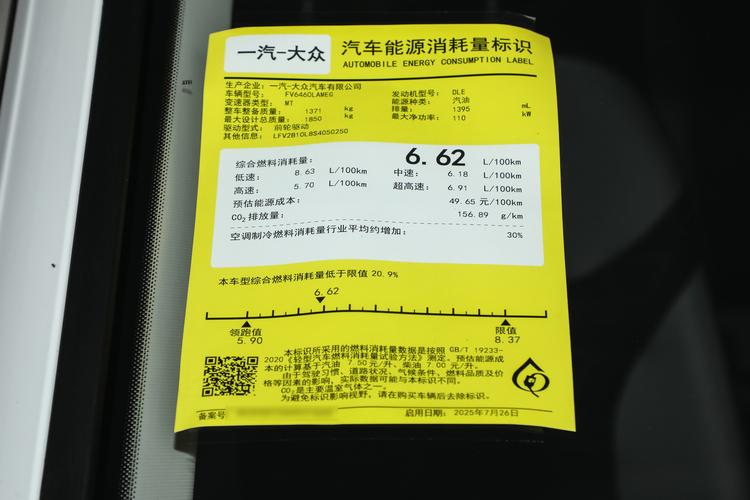 一汽-大众 汽车能源消耗量标识
AUTOMOBILE ENERGY CONSUMPTION LABEL
生产企业：一汽-大众汽车有限公司
车辆型号： FV6460LAMEG 发动机型号： DLE
变速器类型： MT 能源种类： 汽油
整车整备质量： 1371 kg 排量： 1395 mL
最大设计总质量： 1850 kg 最大净功率： 110 kW
驱动型式： 前轮驱动
其他信息： LFV2B10L8S4050250
综合燃料消耗量： 6.62 L/100km
低速： 8.63 L/100km 中速： 6.18 L/100km
高速： 5.70 L/100km 超高速： 6.91 L/100km
预估能源成本： 49.65 元/100km
CO2 排放量： 156.89 g/km
空调制冷燃料消耗量行业平均约增加： 30%
本车型综合燃料消耗量低于限值 20.9%
6.62
领跑值 限值
5.90 8.37
本标识所采用的燃料消耗量数据是按照 GB/T 19233-
2020《轻型汽车燃料消耗量试验方法》测定。预估能源成
本的计算基于汽油 7.50 元/升、柴油 7.00 元/升。
由于驾驶习惯、道路状况、气候条件、燃料品质及价
格等因素的影响，实际数据可能与本标识不同。
CO2是主要温室气体之一。
为避免标识影响视野，请在购买车辆后去除标识。
备案号 启用日期： 2025年7月26日